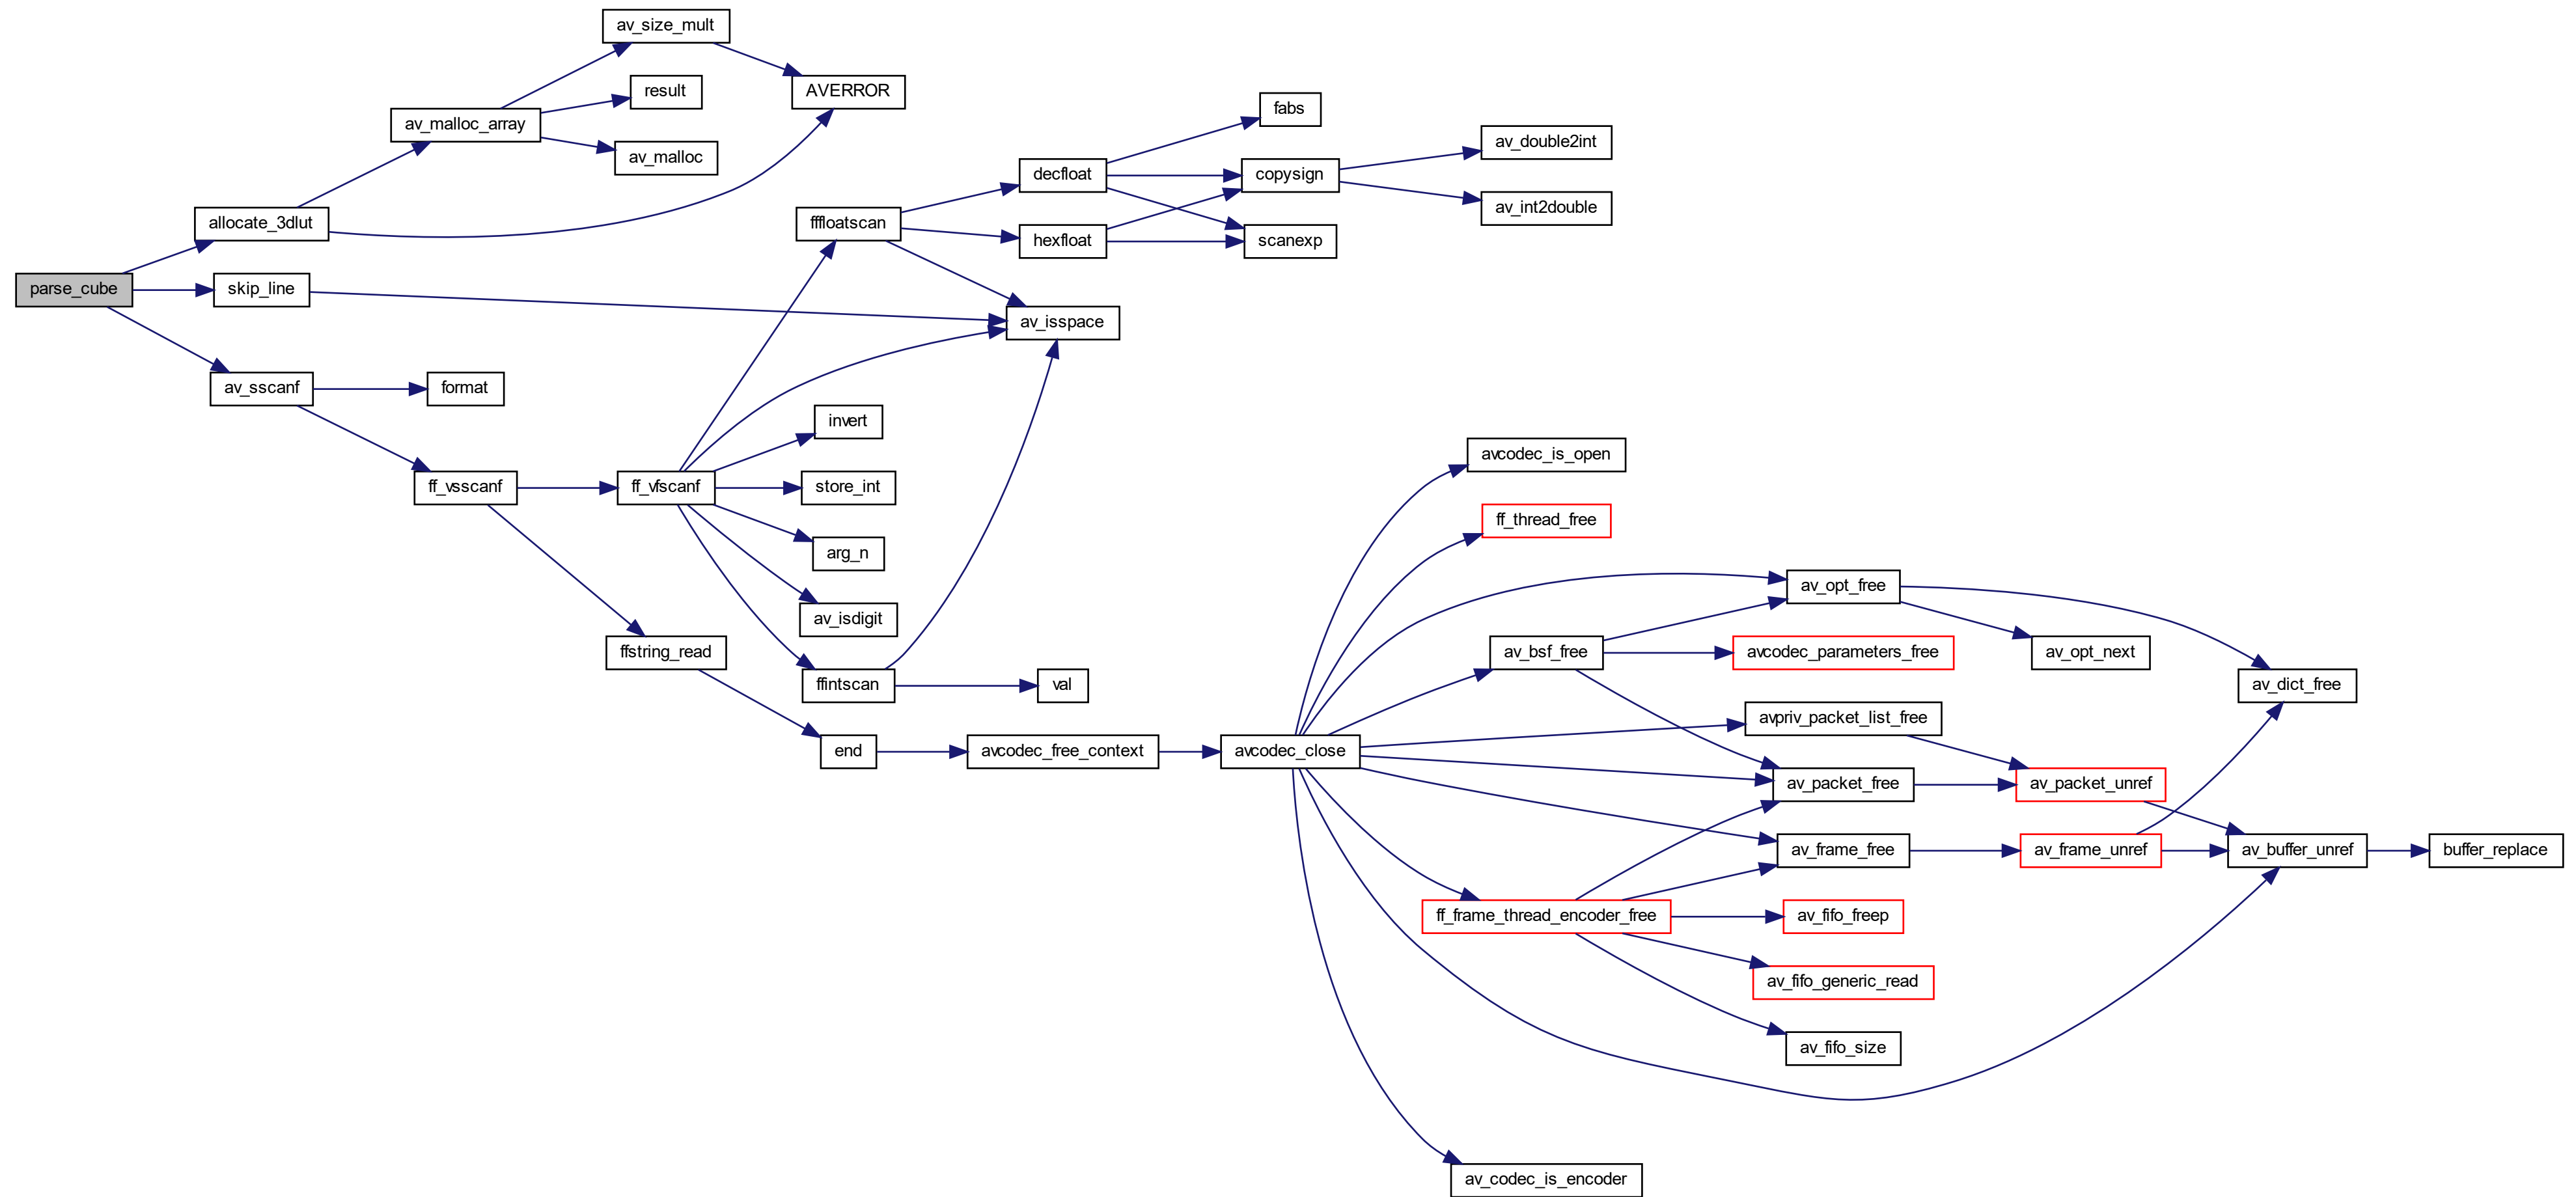 av_size_mult
AVERROR
result
av_malloc_array
av_malloc
fabs
av_double2int
decfloat
copysign
av_int2double
allocate_3dlut
fffloatscan
hexfloat
scanexp
parse_cube
skip_line
av_isspace
av_sscanf
format
invert
avcodec_is_open
ff_vsscanf
ff_vfscanf
store_int
ff_thread_free
arg_n
av_opt_free
av_isdigit
ffstring_read
av_bsf_free
avcodec_parameters_free
av_opt_next
ffintscan
val
av_dict_free
avpriv_packet_list_free
end
avcodec_free_context
avcodec_close
av_packet_free
av_packet_unref
av_frame_free
av_frame_unref
av_buffer_unref
buffer_replace
ff_frame_thread_encoder_free
av_fifo_freep
av_fifo_generic_read
av_fifo_size
av_codec_is_encoder